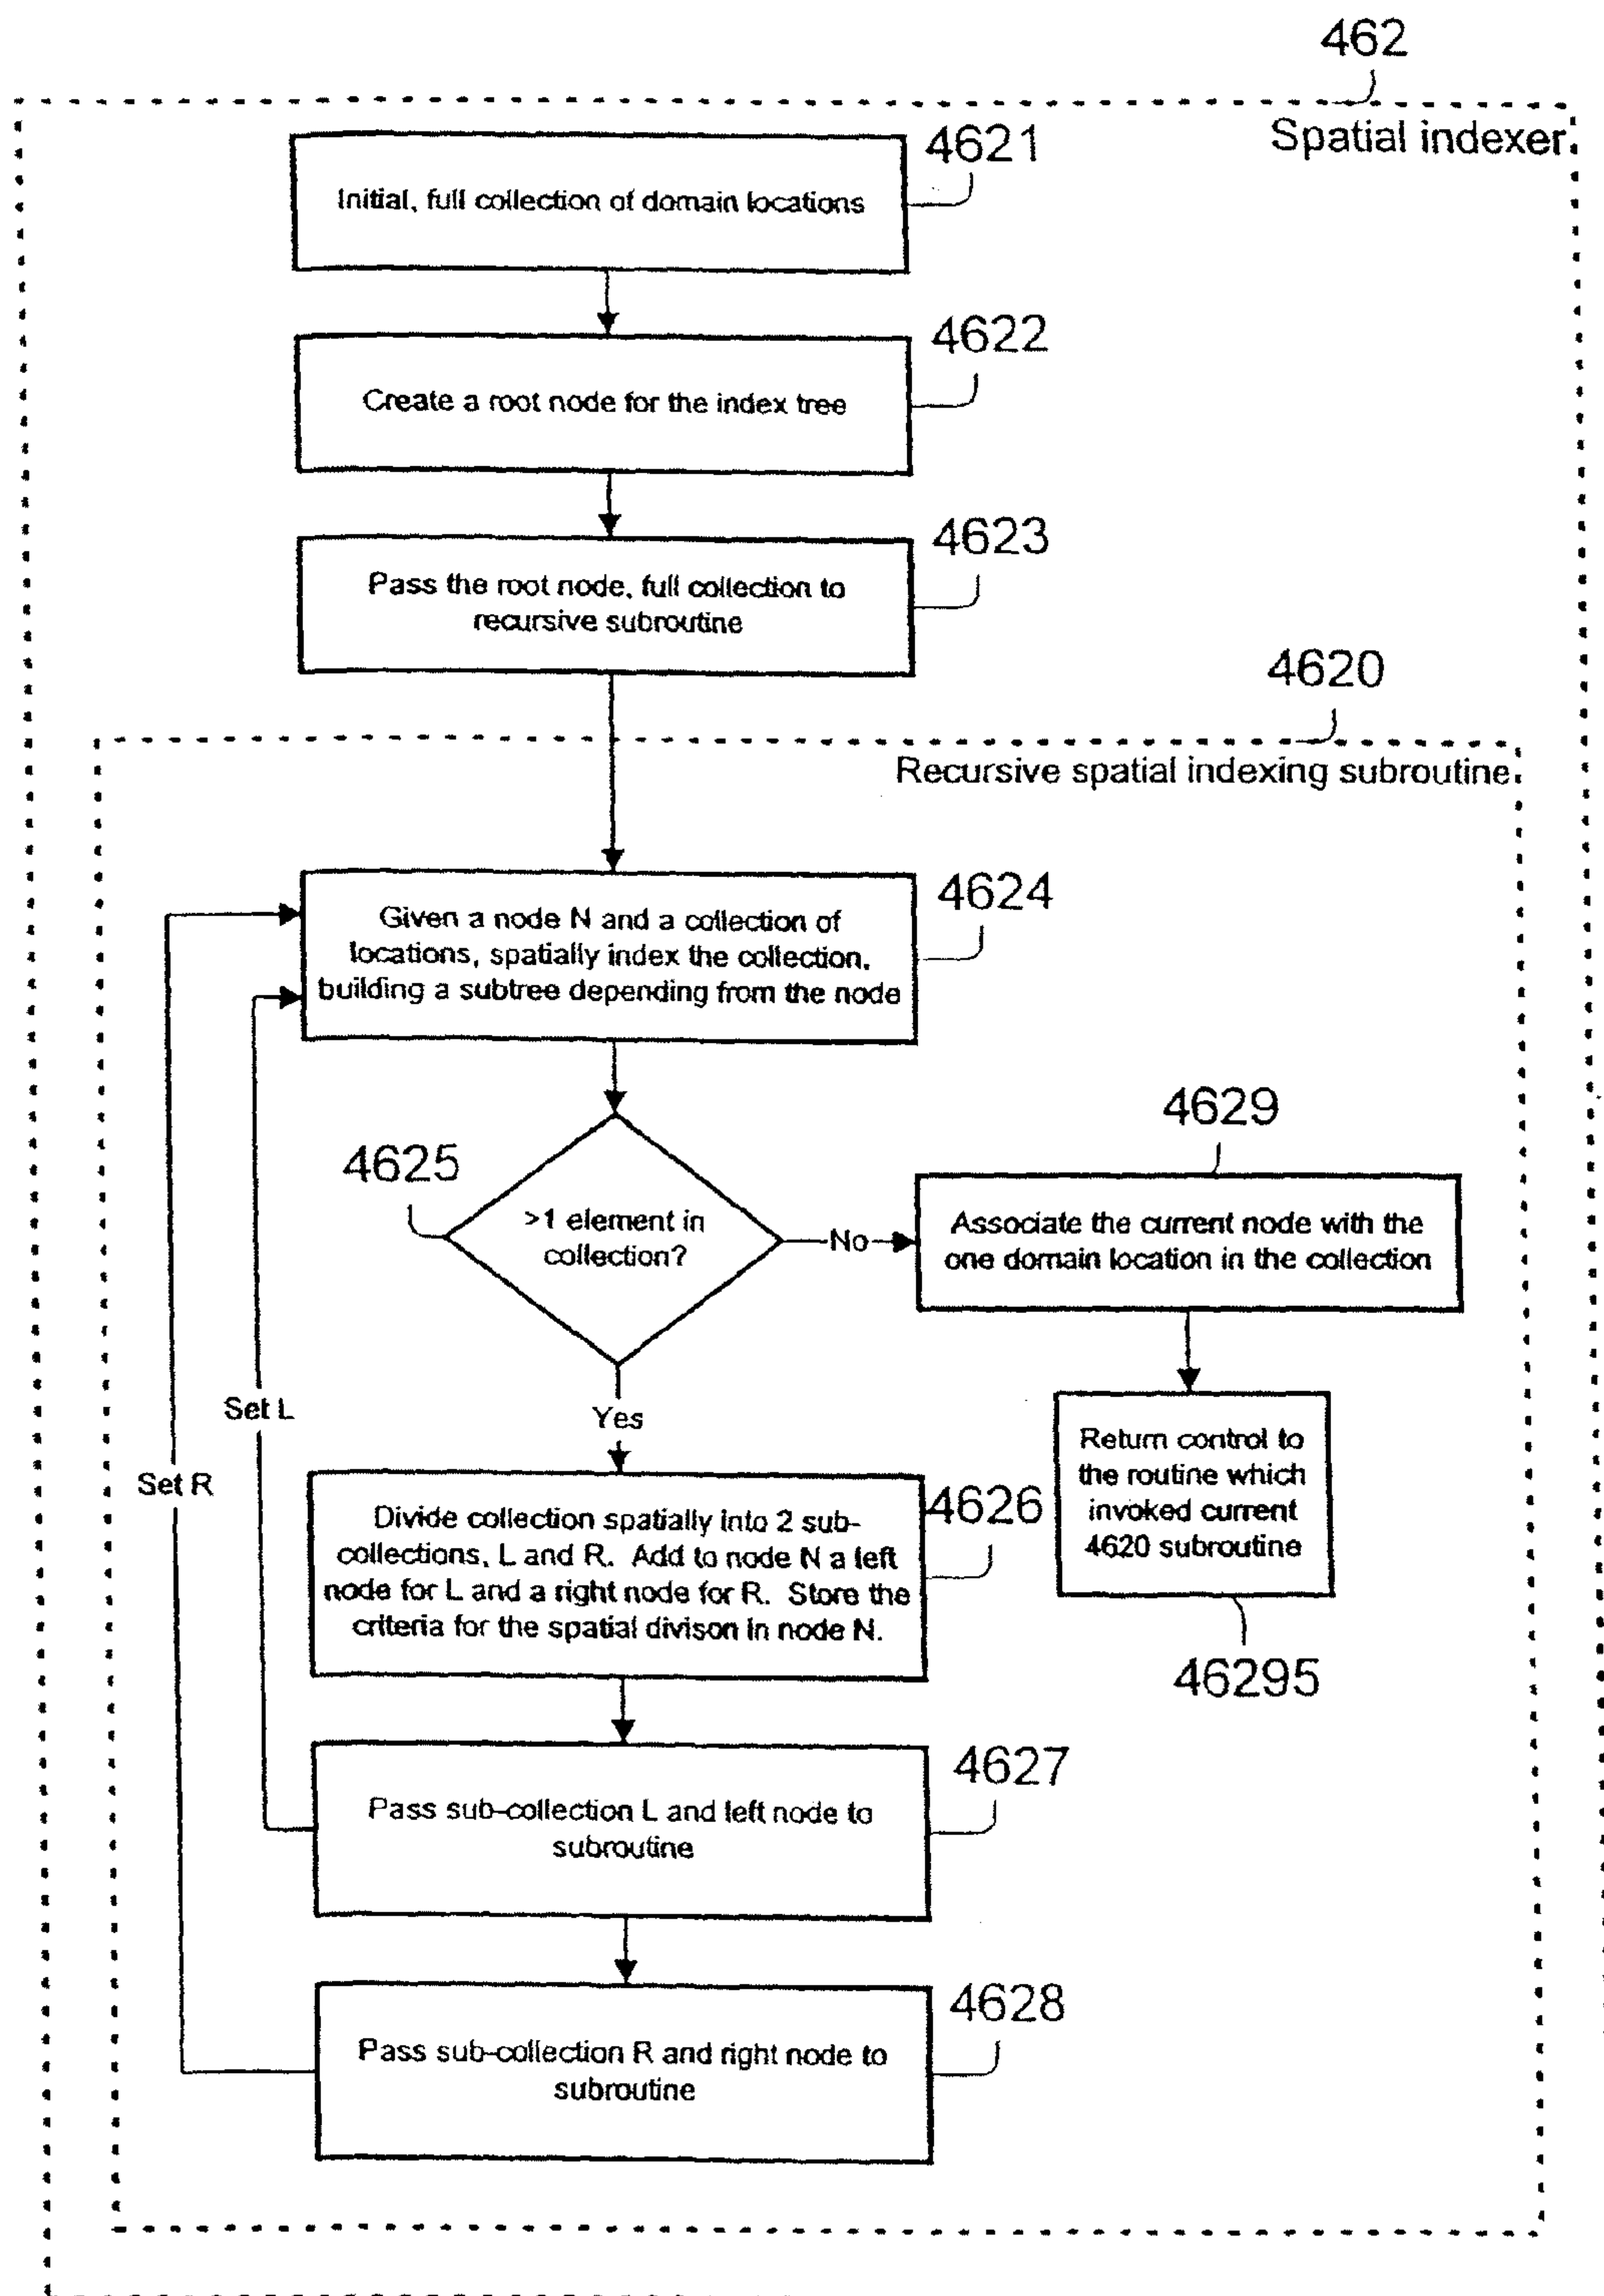 462
Spatial indexer
4621
Initial, full collection of domain locations
4622
Create a root node for the index tree
4623
Pass the root node, full collection to
recursive subroutine
4620
Recursive spatial indexing subroutine
4624
Given a node N and a collection of
locations, spatially index the collection,
building a subtree depending from the node
4625
>1 element in
collection?
No
4629
Associate the current node with the
one domain location in the collection
Yes
Set L
Set R
Return control to
the routine which
invoked current
4620 subroutine
46295
4626
Divide collection spatially into 2 sub-
collections, L and R. Add to node N a left
node for L and a right node for R. Store the
criteria for the spatial divison in node N.
4627
Pass sub-collection L and left node to
subroutine
4628
Pass sub-collection R and right node to
subroutine